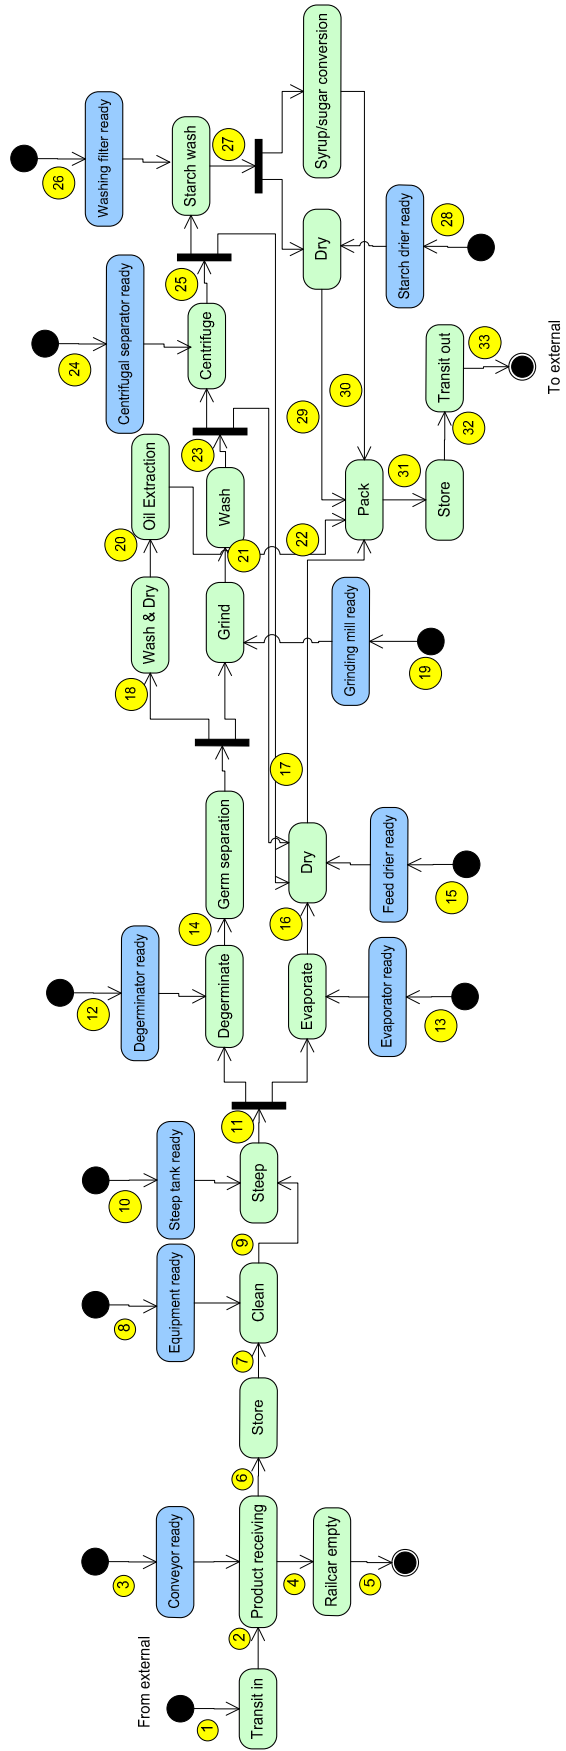 From external
1
Transit in
2
3
Conveyor ready
Product receiving
4
Railcar empty
5
6
Store
7
8
Equipment ready
Clean
9
10
Steep tank ready
Steep
11
12
Degerminator ready
Degerminate
13
Evaporator ready
Evaporate
14
Germ separation
15
Feed drier ready
16
Dry
17
18
Wash & Dry
19
Grinding mill ready
Grind
20
Oil Extraction
21
Wash
22
23
24
Centrifugal separator ready
Centrifuge
25
26
Washing filter ready
Starch wash
27
Syrup/sugar conversion
28
Starch drier ready
Dry
29
30
Pack
31
Store
32
Transit out
33
To external